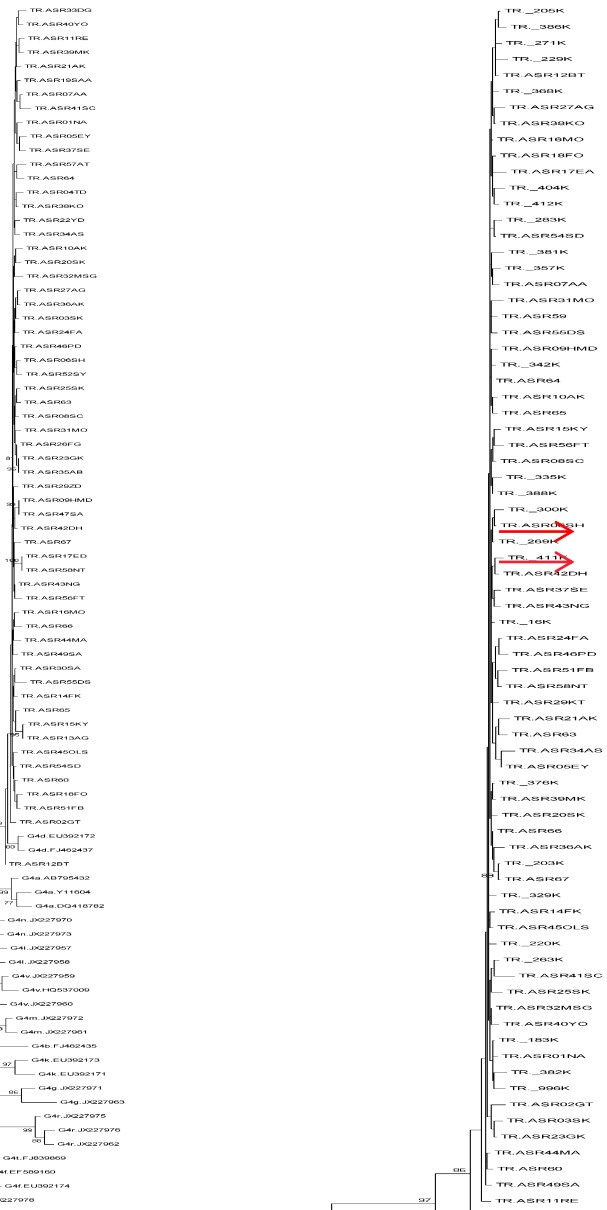 TR.ASR33DG
TR.ASR40YO
TR.ASR11RE
TR.ASR39MK
TR.ASR21AK
TR.ASR19SAA
TR.ASR07AA
TR.ASR41SC
TR.ASR01NA
TR.ASR05EY
TR.ASR37SE
TR.ASR57AT
TR.ASR64
TR.ASR04TD
TR.ASR38KO
TR.ASR22YD
TR.ASR34AS
TR.ASR10AK
TR.ASR20SK
TR.ASR32MSG
TR.ASR27AG
TR.ASR36AK
TR.ASR03SK
TR.ASR24FA
TR.ASR46PD
TR.ASR06SH
TR.ASR52SY
TR.ASR25SK
TR.ASR63
TR.ASR08SC
TR.ASR31MO
TR.ASR26FG
TR.ASR23GK
TR.ASR35AB
TR.ASR29ZD
TR.ASR09HMD
TR.ASR47SA
TR.ASR42DH
TR.ASR67
TR.ASR17ED
100
TR.ASR58NT
TR.ASR43NG
TR.ASR56FT
TR.ASR16MO
TR.ASR66
TR.ASR44MA
TR.ASR49SA
TR.ASR30SA
TR.ASR55DS
TR.ASR14FK
TR.ASR65
TR.ASR15KY
TR.ASR13AG
TR.ASR45OLS
TR.ASR54SD
TR.ASR60
TR.ASR18FO
TR.ASR51FB
TR.ASR02GT
G4d.EU392172
G4d.FJ462437
TR.ASR12BT
G4a.AB795432
99
G4a.Y11604
77
G4a.DQ418782
G4n.JX227970
G4n.JX227973
G4l.JX227957
G4l.JX227958
G4v.JX227959
G4v.HQ537009
G4v.JX227960
G4m.JX227972
G4m.JX227961
G4b.FJ462435
97
G4k.EU392173
G4k.EU392171
G4g.JX227971
86
G4g.JX227963
G4r.JX227975
99
G4r.JX227976
98
G4r.JX227962
G4t.FJ839869
4f.EF589160
G4f.EU392174
227978
TR._205K
TR._386K
TR._271K
TR._229K
TR.ASR12BT
TR._368K
TR.ASR27AG
TR.ASR38KO
TR.ASR16MO
TR.ASR18FO
TR.ASR17EA
TR._404K
TR._412K
TR._283K
TR.ASR54SD
TR._381K
TR._357K
TR.ASR07AA
TR.ASR31MO
TR.ASR59
TR.ASR55DS
TR.ASR09HMD
TR._342K
TR.ASR64
TR.ASR10AK
TR.ASR65
TR.ASR15KY
TR.ASR56FT
TR.ASR08SC
TR._335K
TR._388K
TR._300K
TR.ASR06SH
TR._269K
TR._411K
TR.ASR42DH
TR.ASR37SE
TR.ASR43NG
TR._16K
TR.ASR24FA
TR.ASR46PD
TR.ASR51FB
TR.ASR58NT
TR.ASR29KT
TR.ASR21AK
TR.ASR63
TR.ASR34AS
TR.ASR05EY
TR._376K
TR.ASR39MK
TR.ASR20SK
TR.ASR66
TR.ASR36AK
TR._203K
TR.ASR67
TR._329K
TR.ASR14FK
TR.ASR45OLS
TR._220K
TR._263K
TR.ASR41SC
TR.ASR25SK
TR.ASR32MSG
TR.ASR40YO
TR._183K
TR.ASR01NA
TR._382K
TR._996K
TR.ASR02GT
TR.ASR03SK
TR.ASR23GK
TR.ASR44MA
86
TR.ASR60
TR.ASR49SA
97
TR.ASR11RE